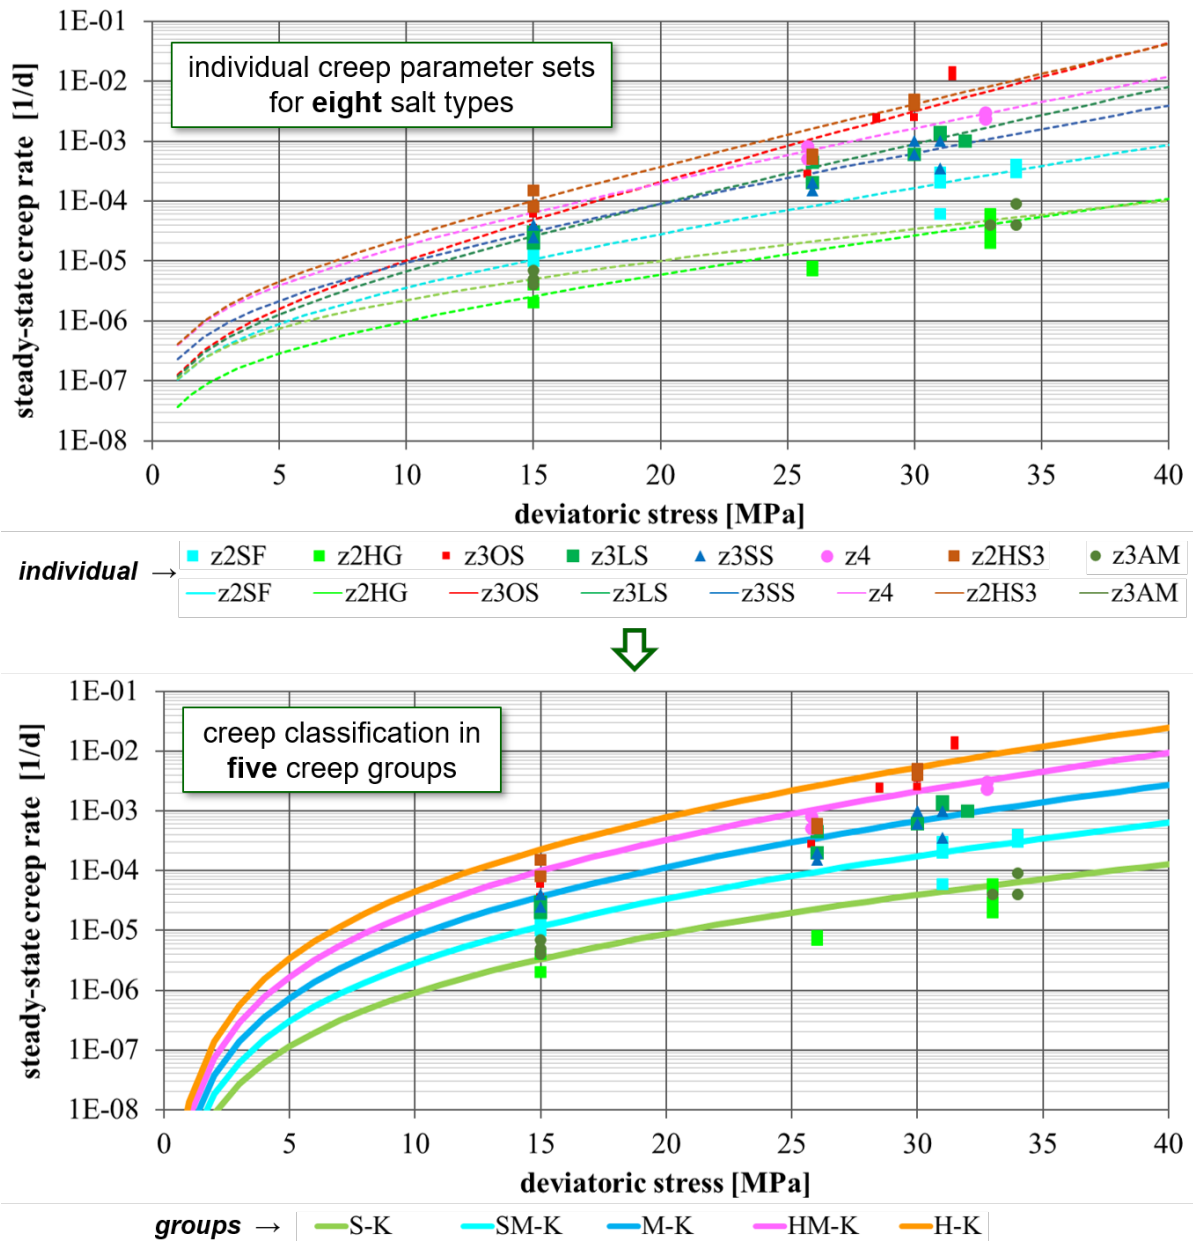 1E-01
1E-02
1E-03
1E-04
1E-05
1E-06
1E-07
1E-08
steady-state creep rate [1/d]
individual creep parameter sets
for eight salt types
0 5 10 15 20 25 30 35 40
deviatoric stress [MPa]
z2SF z2HG z3OS z3LS z3SS z4 z2HS3 z3AM
individual →
z2SF z2HG z3OS z3LS z3SS z4 z2HS3 z3AM
1E-01
1E-02
1E-03
1E-04
1E-05
1E-06
1E-07
1E-08
steady-state creep rate [1/d]
creep classification in
five creep groups
0 5 10 15 20 25 30 35 40
deviatoric stress [MPa]
groups → S-K SM-K M-K HM-K H-K